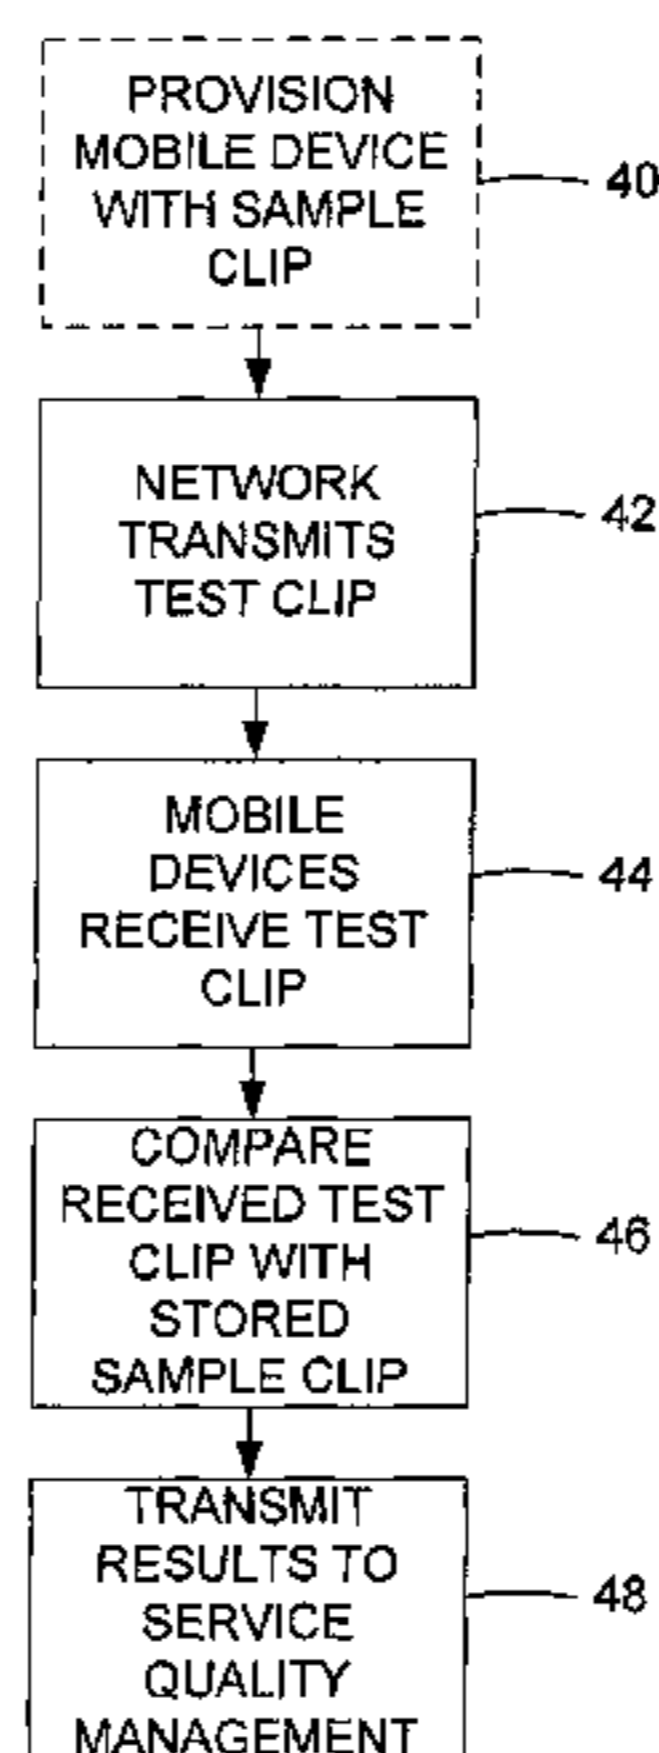 PROVISION
MOBILE DEVICE
WITH SAMPLE
CLIP
40
NETWORK
TRANSMITS
TEST CLIP
42
MOBILE
DEVICES
RECEIVE TEST
CLIP
44
COMPARE
RECEIVED TEST
CLIP WITH
STORED
SAMPLE CLIP
46
TRANSMIT
RESULTS TO
SERVICE
QUALITY
MANAGEMENT
48